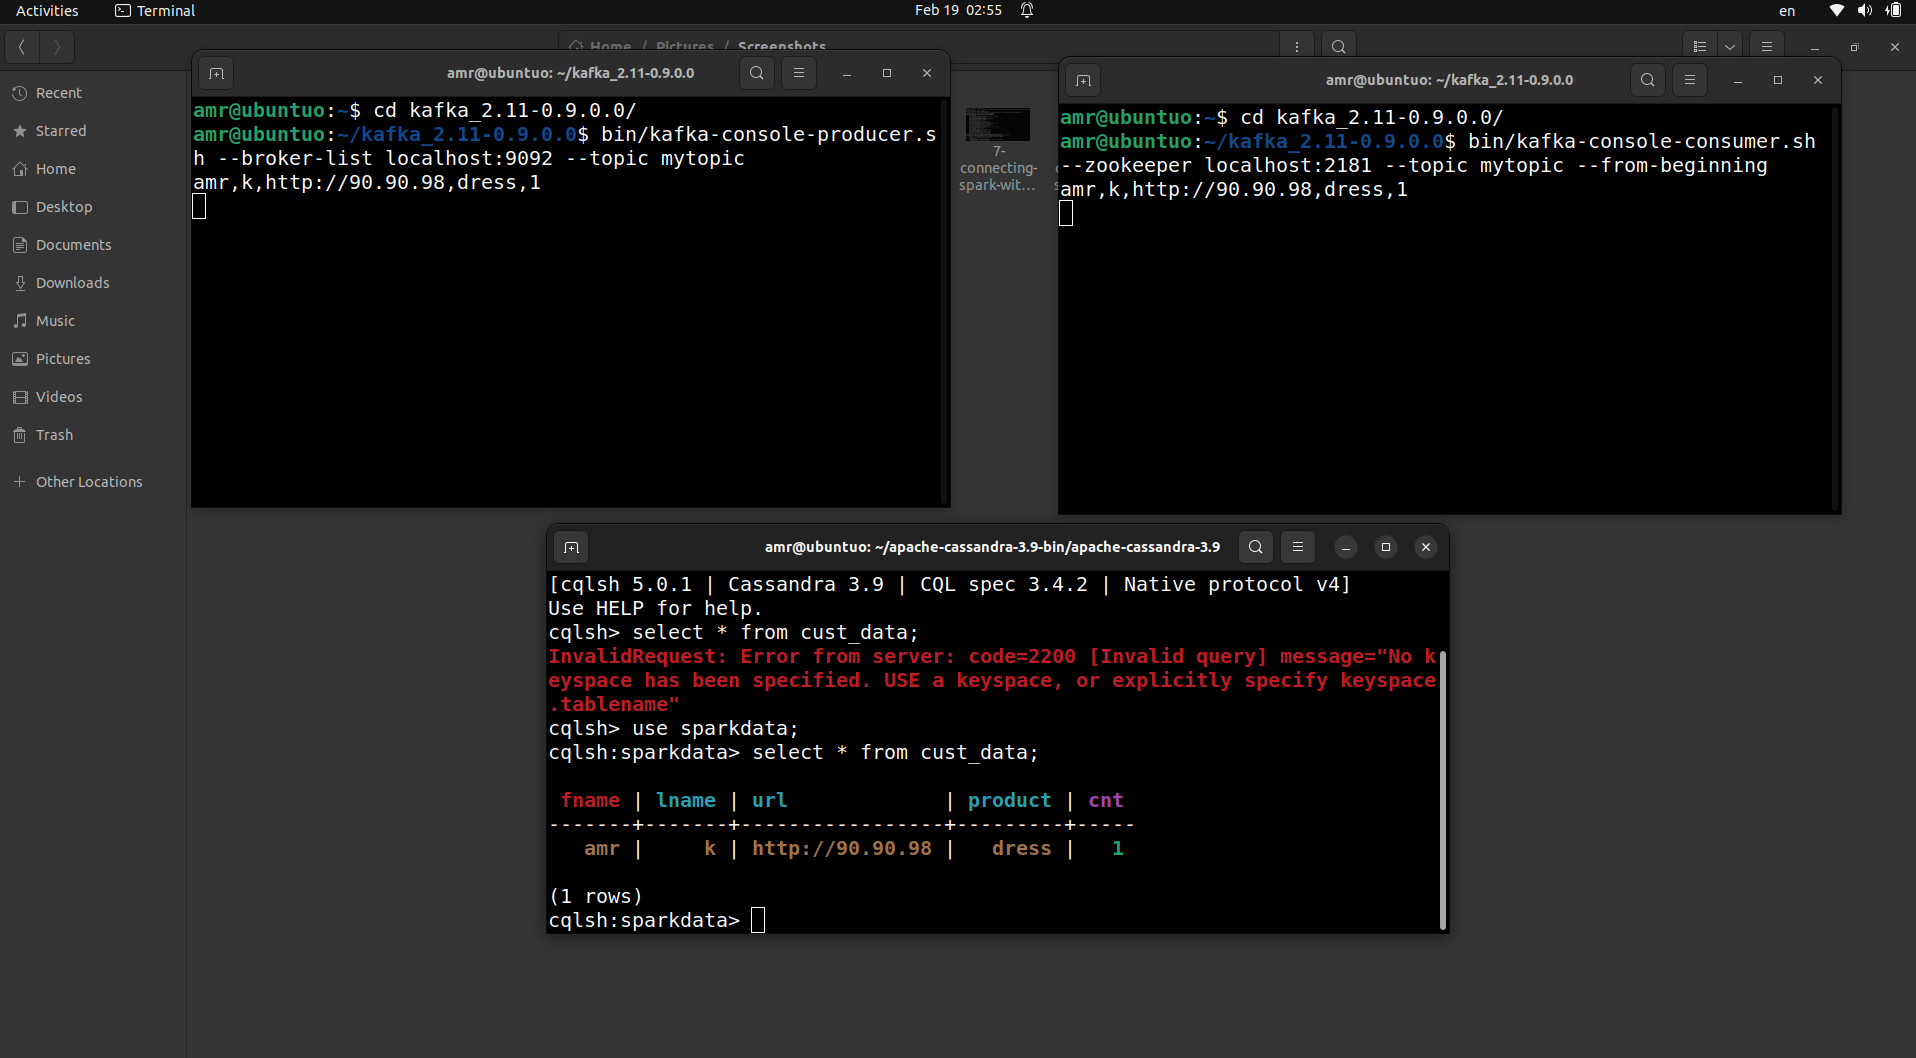 Activities
Terminal
Feb 19 02:55
en
Home / Pictures / Screenshots
Recent
Starred
Home
Desktop
Documents
Downloads
Music
Pictures
Videos
Trash
Other Locations
amr@ubuntuo: ~/kafka_2.11-0.9.0.0
amr@ubuntuo:~$ cd kafka_2.11-0.9.0.0/
amr@ubuntuo:~/kafka_2.11-0.9.0.0$ bin/kafka-console-producer.s
h --broker-list localhost:9092 --topic mytopic
amr,k,http://90.90.98,dress,1
7-
connecting-
spark-wit...
amr@ubuntuo: ~/kafka_2.11-0.9.0.0
amr@ubuntuo:~$ cd kafka_2.11-0.9.0.0/
amr@ubuntuo:~/kafka_2.11-0.9.0.0$ bin/kafka-console-consumer.sh
--zookeeper localhost:2181 --topic mytopic --from-beginning
amr,k,http://90.90.98,dress,1
amr@ubuntuo: ~/apache-cassandra-3.9-bin/apache-cassandra-3.9
[cqlsh 5.0.1 | Cassandra 3.9 | CQL spec 3.4.2 | Native protocol v4]
Use HELP for help.
cqlsh> select * from cust_data;
InvalidRequest: Error from server: code=2200 [Invalid query] message="No k
eyspace has been specified. USE a keyspace, or explicitly specify keyspace
.tablename"
cqlsh> use sparkdata;
cqlsh:sparkdata> select * from cust_data;
fname | lname | url | product | cnt
-------+-------+-----------------+---------+-----
amr | k | http://90.90.98 | dress | 1
(1 rows)
cqlsh:sparkdata>